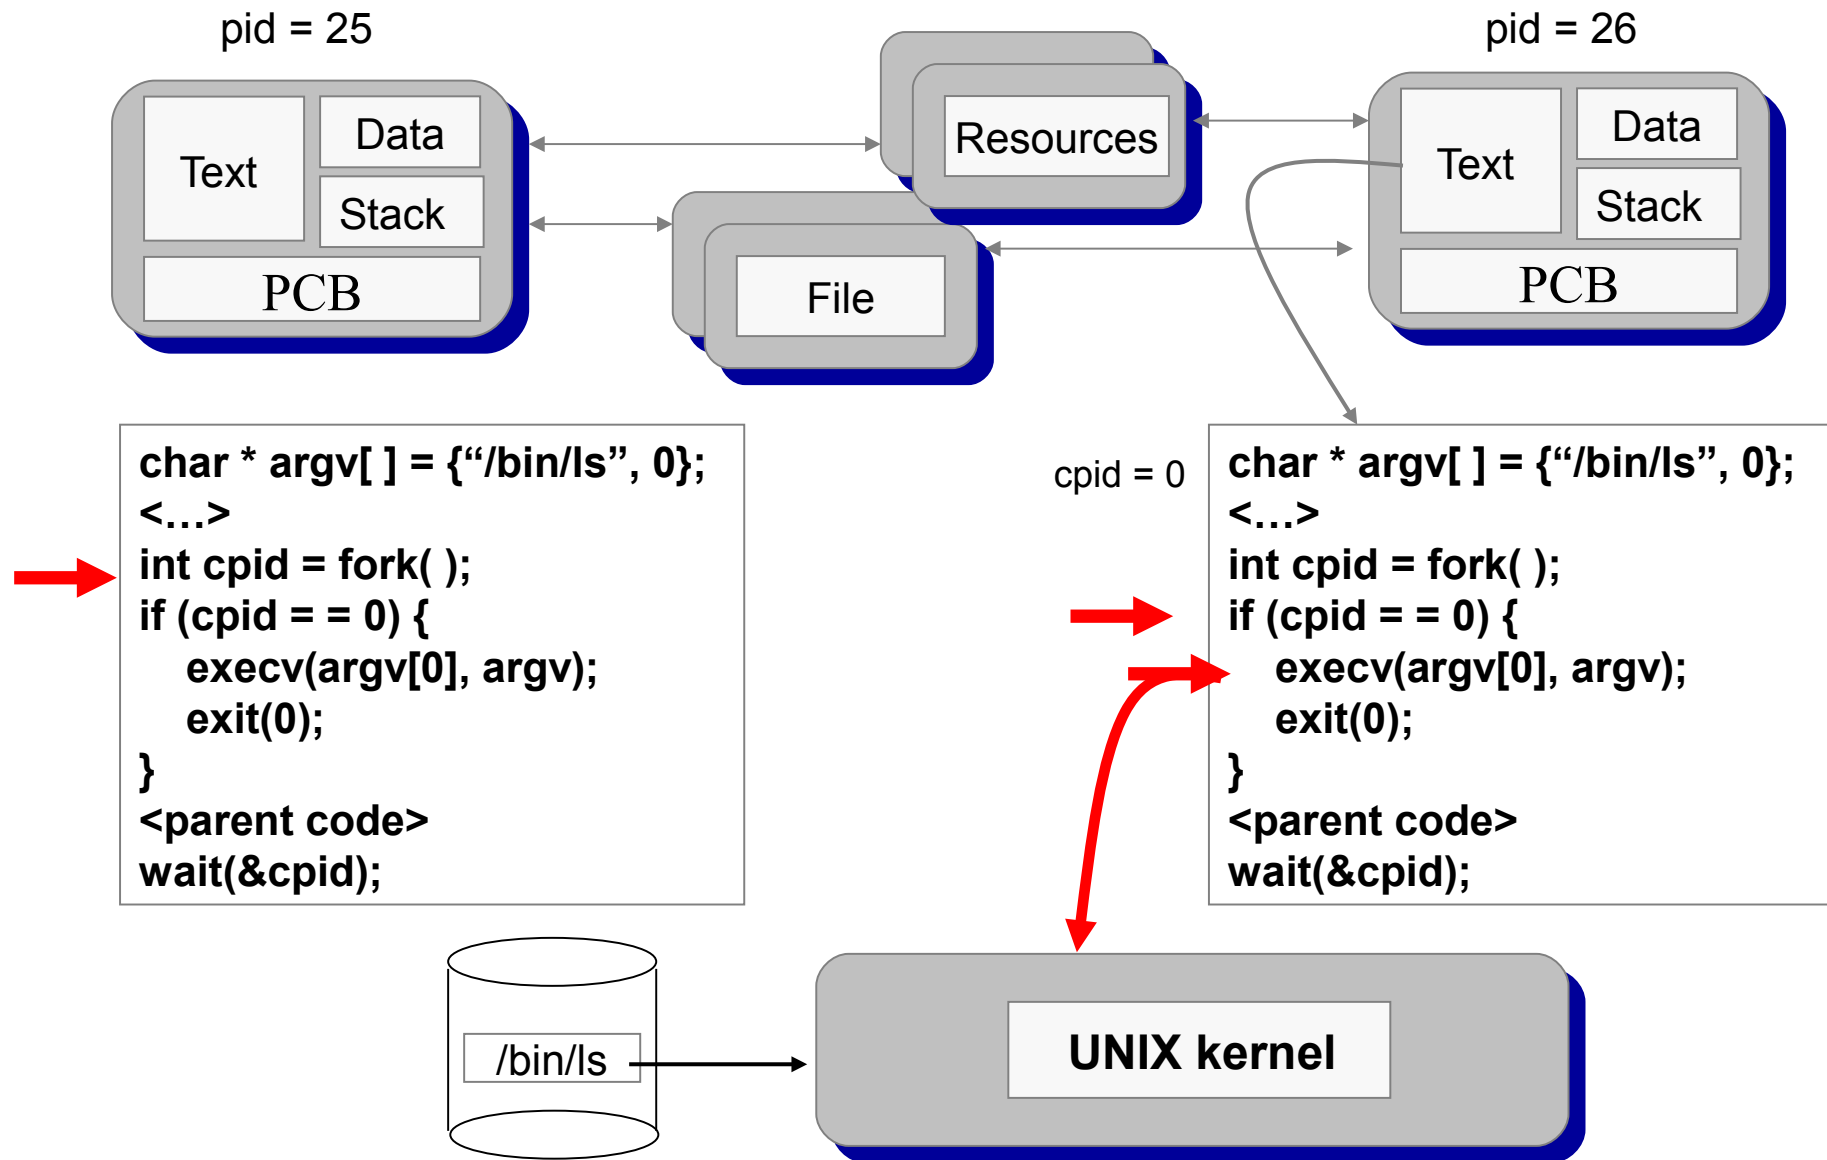 pid = 25
pid = 26
Text
Data
Stack
PCB
Resources
File
Text
Data
Stack
PCB
char * argv[ ] = {“/bin/ls”, 0};
<…>
int cpid = fork( );
if (cpid = = 0) {
execv(argv[0], argv);
exit(0);
}
<parent code>
wait(&cpid);
cpid = 0
char * argv[ ] = {“/bin/ls”, 0};
<…>
int cpid = fork( );
if (cpid = = 0) {
execv(argv[0], argv);
exit(0);
}
<parent code>
wait(&cpid);
/bin/ls
UNIX kernel